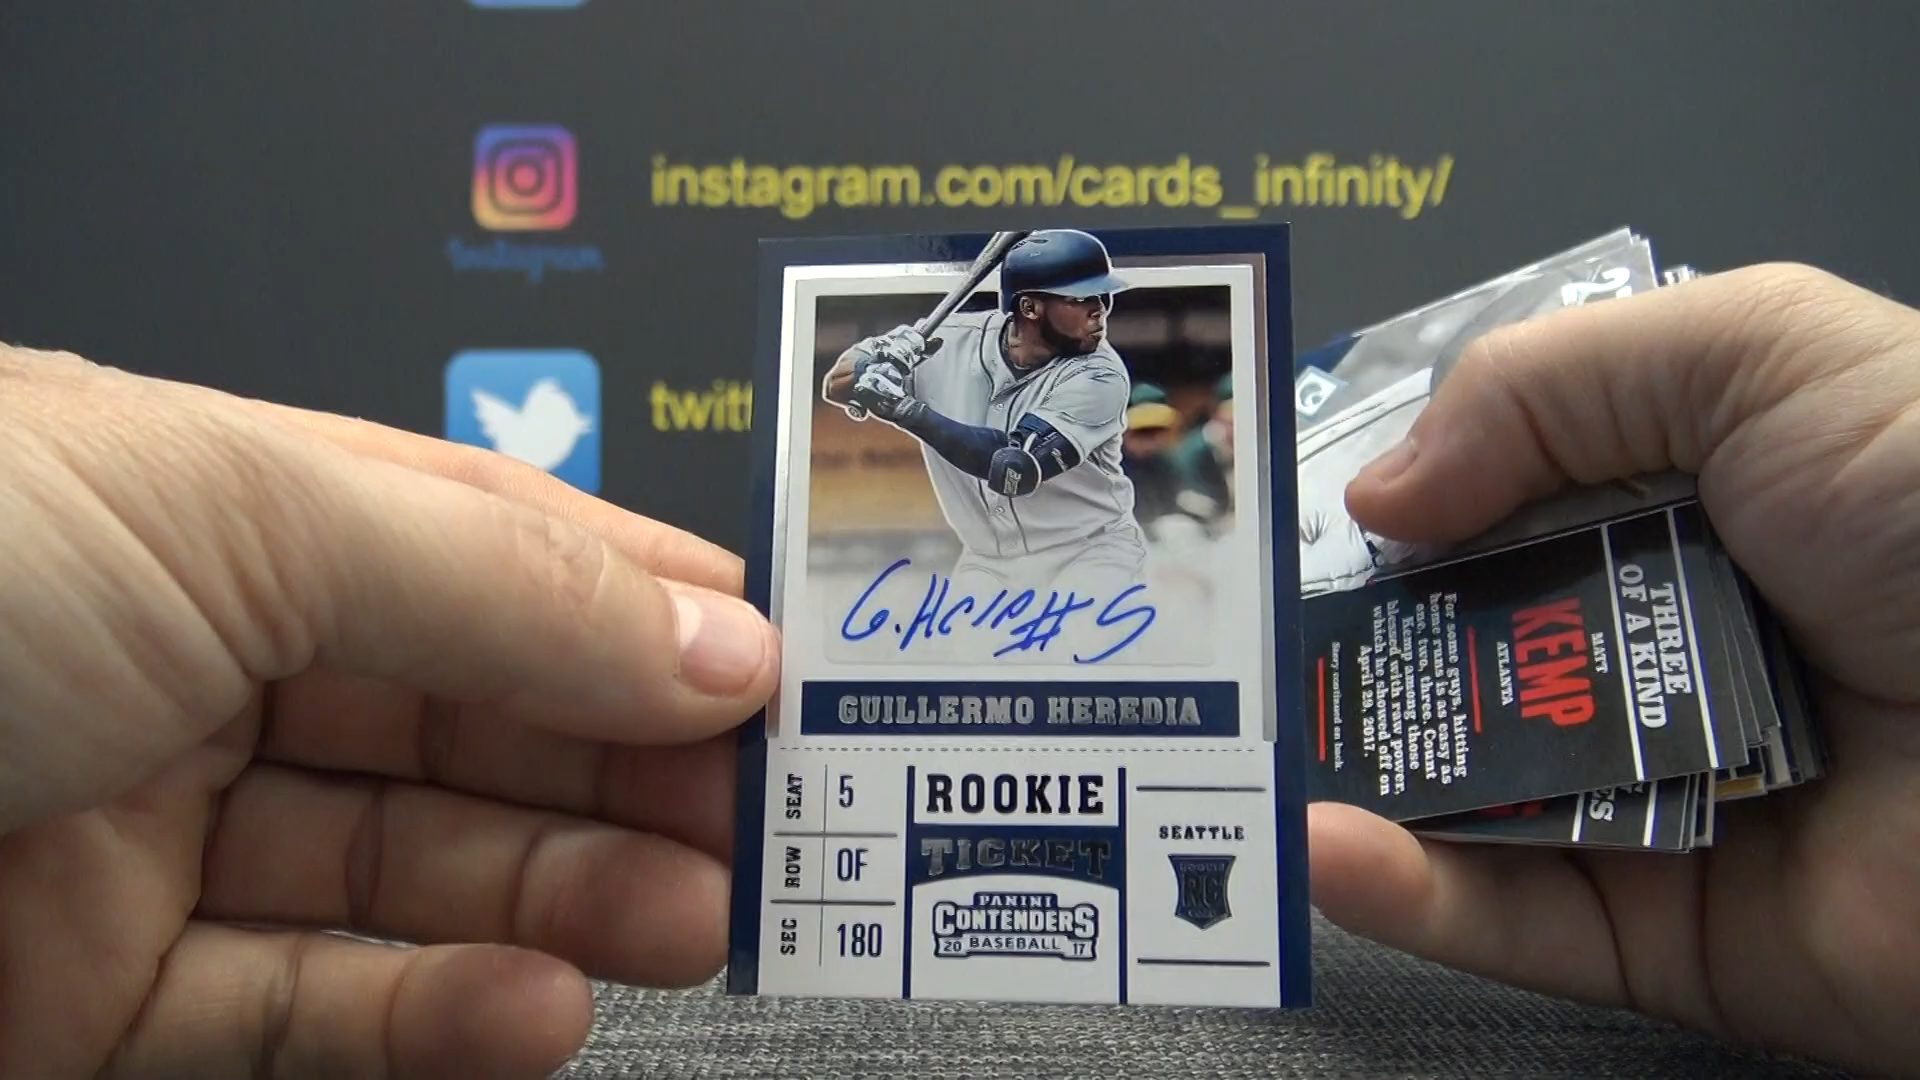 instagram.com/cards_infinity/
Instagram
twitt
G. Here #5
GUILLERMO HEREDIA
SEAT 5
ROW OF
SEC 180
ROOKIE
TICKET
PANINI
CONTENDERS
20 BASEBALL 17
SEATTLE
RC
THREE
OF A KIND
MATT
KEMP
ATLANTA
For some guys, hitting
home runs is as easy as
one, two, three. Count
Kemp among those
blessed with raw power,
which he showed off on
April 29, 2017.
Story continued on back.